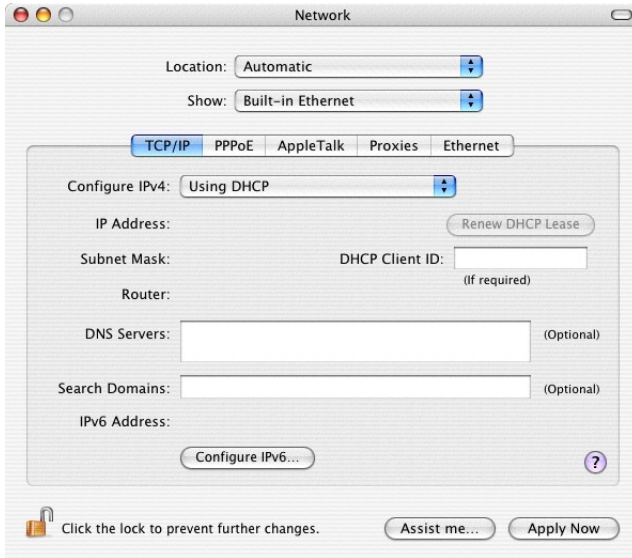 Network
Location: Automatic
Show: Built-in Ethernet
TCP/IP PPPoE AppleTalk Proxies Ethernet
Configure IPv4: Using DHCP
IP Address: Renew DHCP Lease
Subnet Mask: DHCP Client ID:
(If required)
Router:
DNS Servers: (Optional)
Search Domains: (Optional)
IPv6 Address:
Configure IPv6...
?
Click the lock to prevent further changes. Assist me... Apply Now